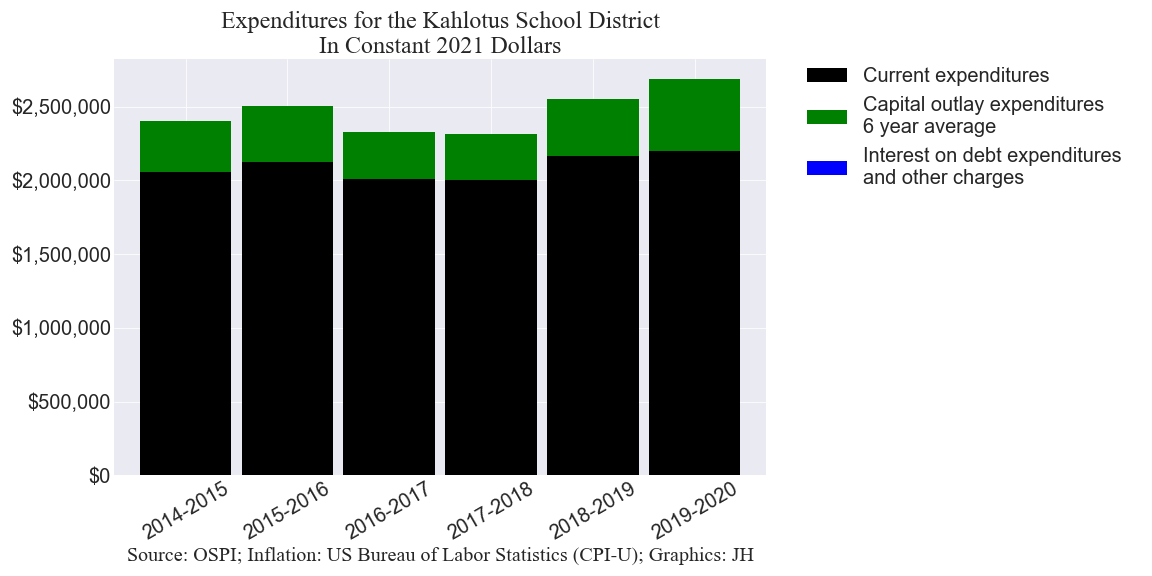 Expenditures for the Kahlotus School District
In Constant 2021 Dollars
Current expenditures
Capital outlay expenditures
6 year average
Interest on debt expenditures
and other charges
$2,500,000
$2,000,000
$1,500,000
$1,000,000
$500,000
$0
2014-2015
2015-2016
2016-2017
2017-2018
2018-2019
2019-2020
Source: OSPI; Inflation: US Bureau of Labor Statistics (CPI-U); Graphics: JH